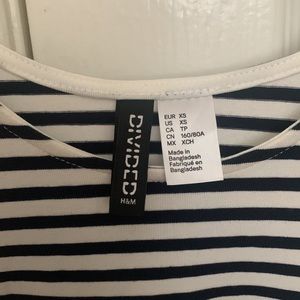 DIVIDED
H&M
EUR XS
US XS
CA TP
CN 160/80A
MX XCH
Made in
Bangladesh
Fabriqué en
Bangladesh